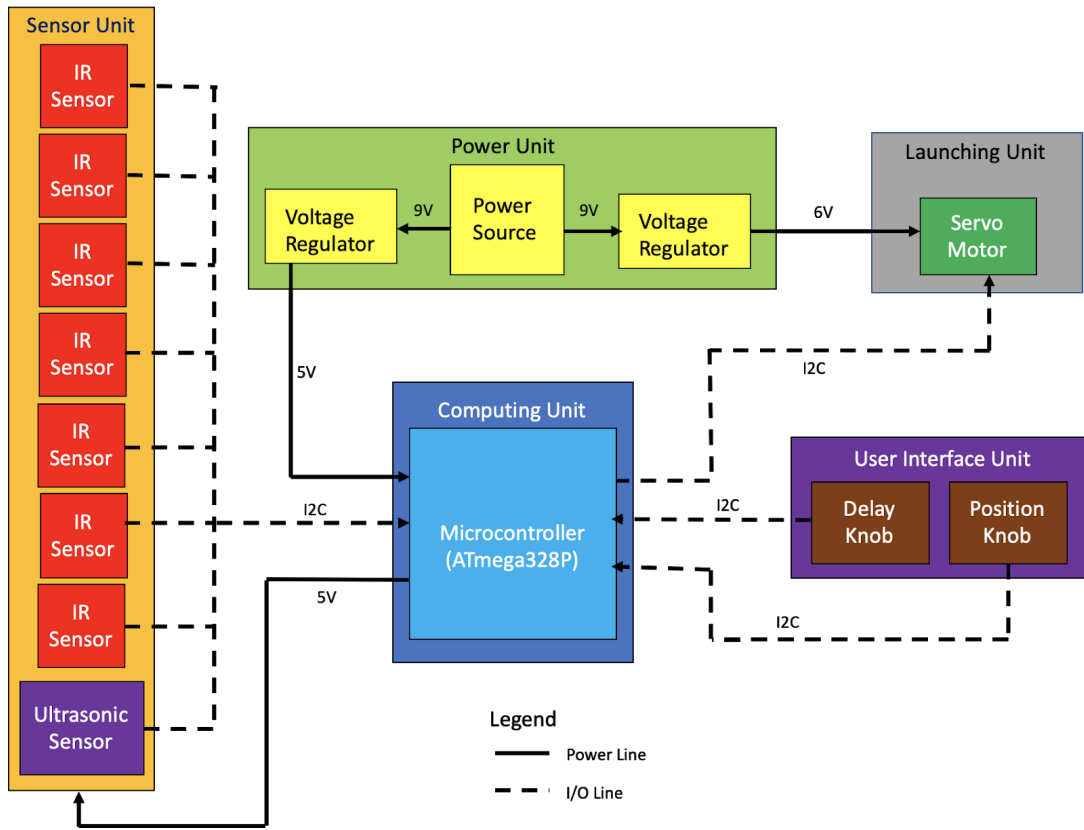 Sensor Unit
IR
Sensor
IR
Sensor
IR
Sensor
IR
Sensor
IR
Sensor
IR
Sensor
IR
Sensor
Ultrasonic
Sensor
Power Unit
Voltage
Regulator
9V
Power
Source
9V
Voltage
Regulator
6V
Launching Unit
Servo
Motor
5V
I2C
Computing Unit
Microcontroller
(ATmega328P)
I2C
5V
User Interface Unit
Delay
Knob
Position
Knob
I2C
I2C
Legend
Power Line
I/O Line